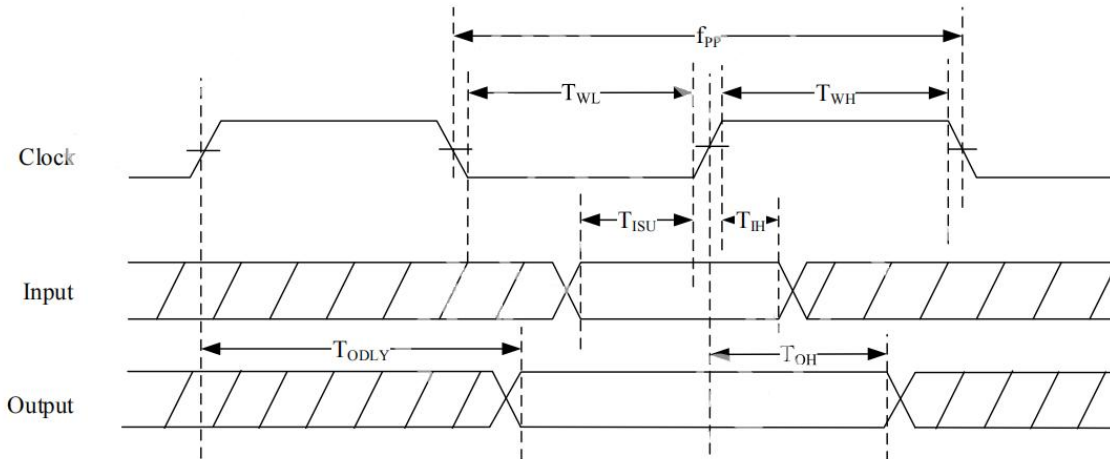 fPP
TWL
TWH
Clock
TISU
TIH
Input
TODLY
TOH
Output